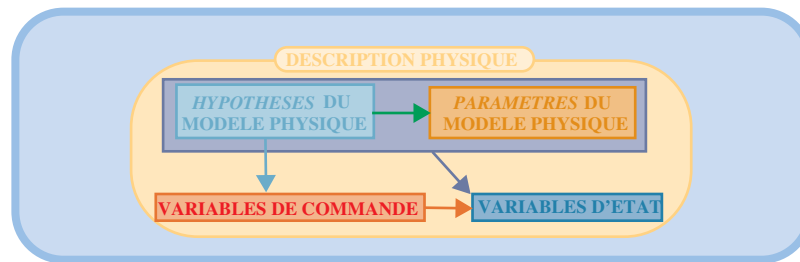 DESCRIPTION PHYSIQUE
HYPOTHESES DU
MODELE PHYSIQUE
PARAMETRES DU
MODELE PHYSIQUE
VARIABLES DE COMMANDE
VARIABLES D'ETAT